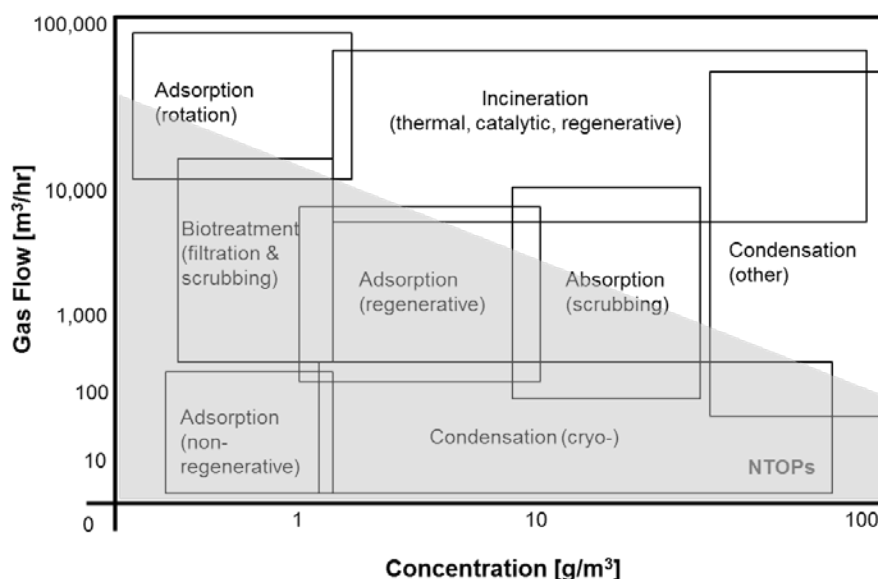 100,000
Adsorption
(rotation)
Incineration
(thermal, catalytic, regenerative)
10,000
Biotreatment
(filtration &
scrubbing)
Condensation
(other)
Adsorption
(regenerative)
Absorption
(scrubbing)
Gas Flow [m³/hr]
1,000
100
Adsorption
(non-
regenerative)
Condensation (cryo-)
10
NTOPs
0
1
10
100
Concentration [g/m³]